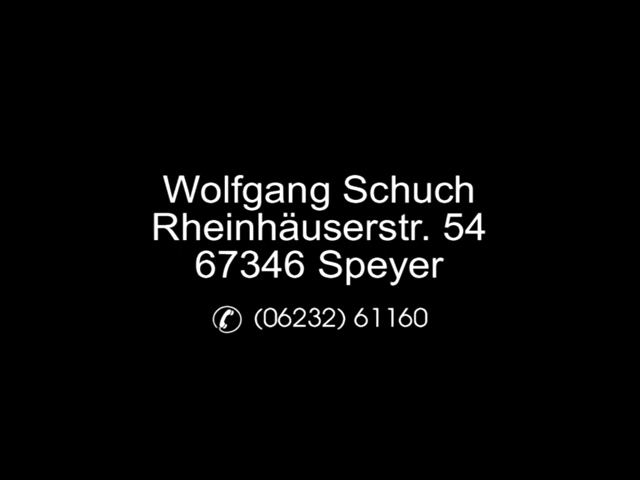 Wolfgang Schuch
Rheinhäuserstr. 54
67346 Speyer
✆ (06232) 61160